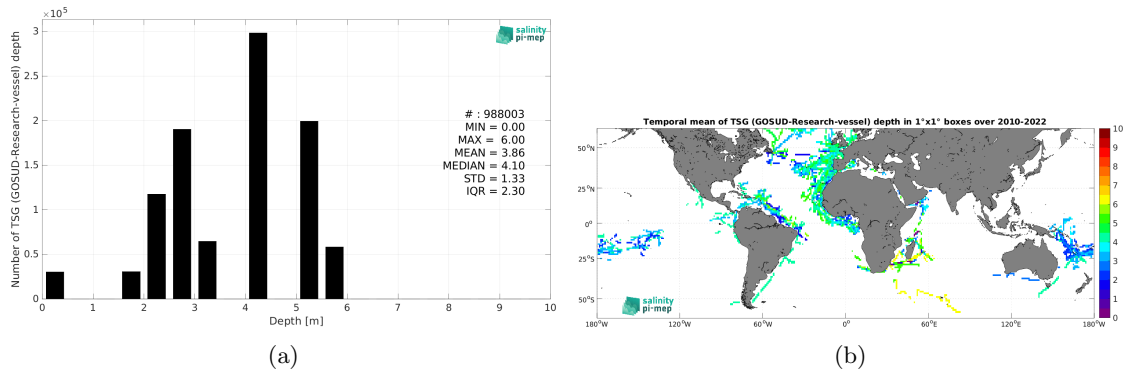 ×10⁵
3
2.5
2
1.5
1
0.5
0
Number of TSG (GOSUD-Research-vessel) depth
0 1 2 3 4 5 6 7 8 9 10
Depth [m]
salinity
pi-mep
# : 988003
MIN = 0.00
MAX = 6.00
MEAN = 3.86
MEDIAN = 4.10
STD = 1.33
IQR = 2.30
(a)
Temporal mean of TSG (GOSUD-Research-vessel) depth in 1°x1° boxes over 2010-2022
50°N
25°N
0°
25°S
50°S
180°W 120°W 60°W 0° 60°E 120°E 180°W
salinity
pi-mep
10
9
8
7
6
5
4
3
2
1
0
(b)